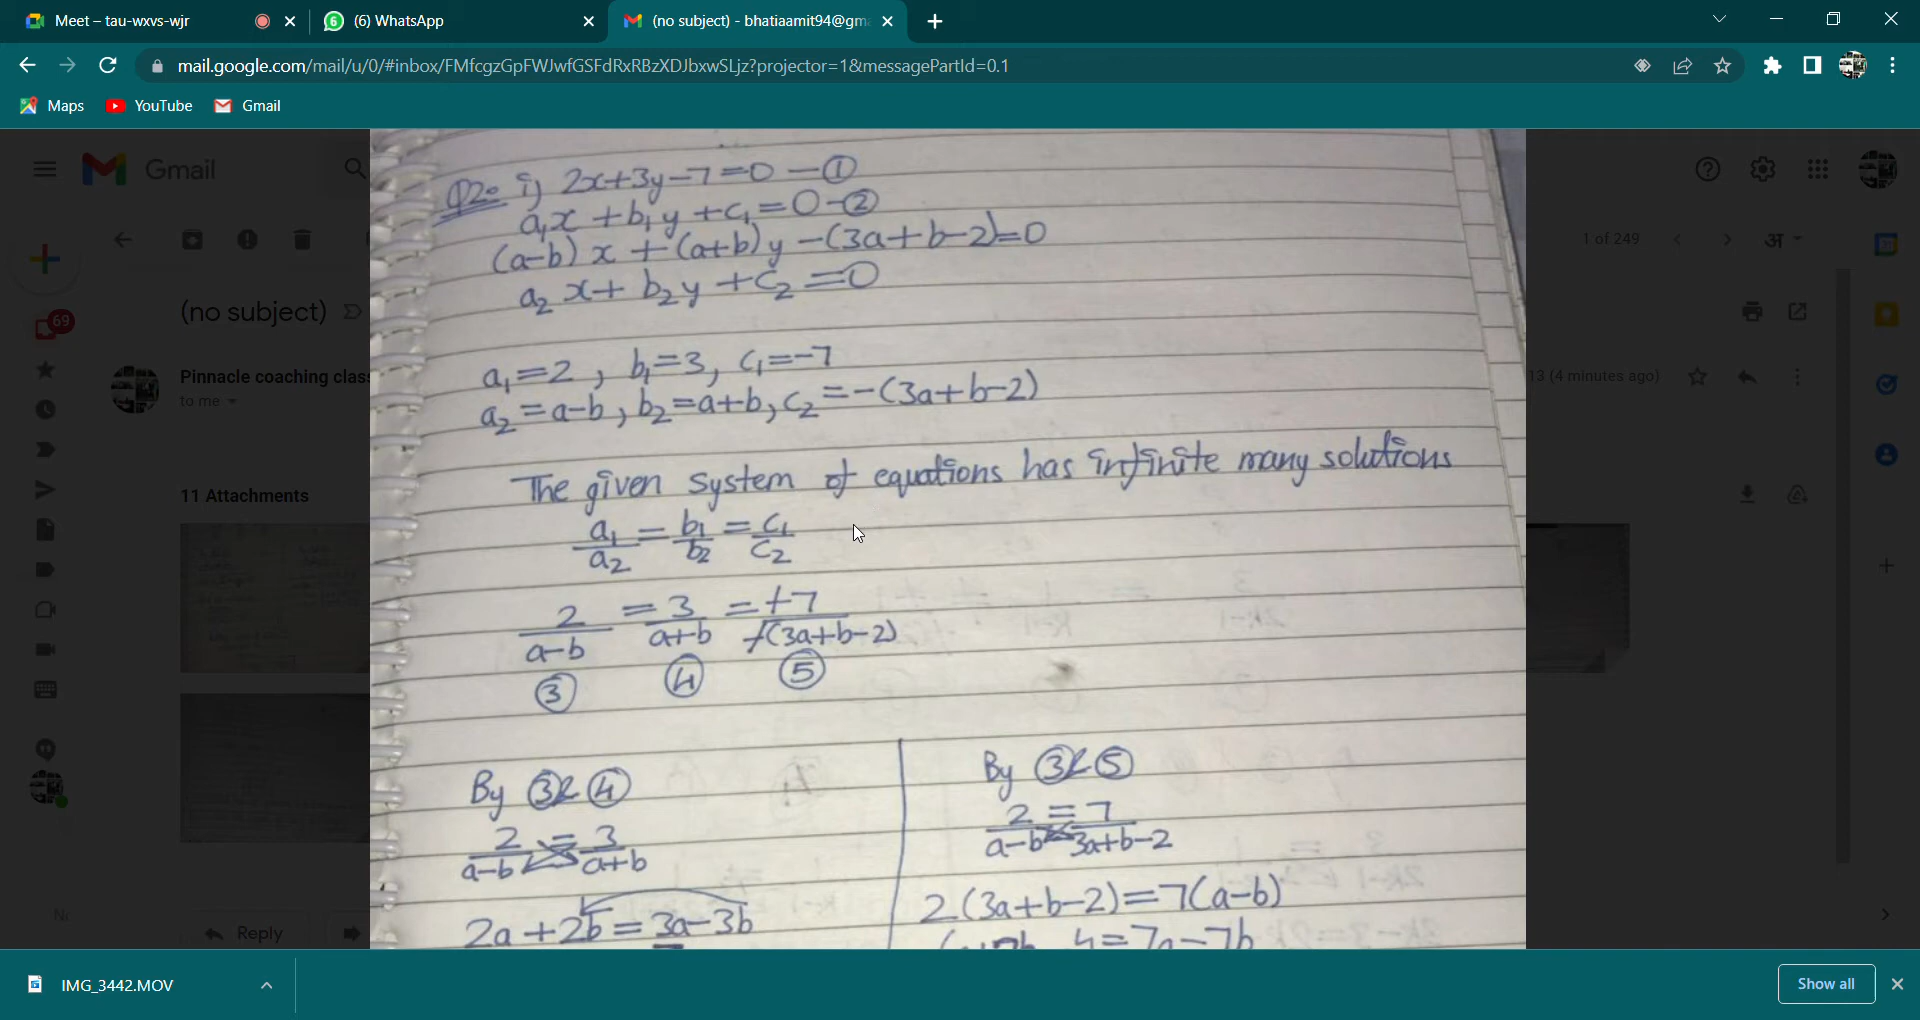 Meet – tau-wxvs-wjr
(6) WhatsApp
(no subject) - bhatiaamit94@gm
mail.google.com/mail/u/0/#inbox/FMfcgzGpFWJwfGSFdRxRBzXDJbxwSLjz?projector=1&messagePartId=0.1
Maps YouTube Gmail
Gmail
1 of 249
अ
69
(no subject)
Pinnacle coaching clas
to me
13 (4 minutes ago)
11 Attachments
Reply
Q2. i) 2x+3y-7=0 -①
a₁x + b₁y + c₁ = 0 -②
(a-b) x + (a+b) y -(3a+b-2)=0
a₂ x + b₂y + c₂ = 0
a₁=2, b₁=3, c₁=-7
a₂ = a-b, b₂=a+b, c₂ = -(3a+b-2)
The given system of equations has infinite many solutions
a₁/a₂ = b₁/b₂ = c₁/c₂
2/(a-b) = 3/(a+b) = +7/+(3a+b-2)
③ ④ ⑤
By ③ & ④
2/(a-b) = 3/(a+b)
2a+2b = 3a-3b
By ③ & ⑤
2/(a-b) = 7/(3a+b-2)
2(3a+b-2)=7(a-b)
4=7a-7b
IMG_3442.MOV
Show all